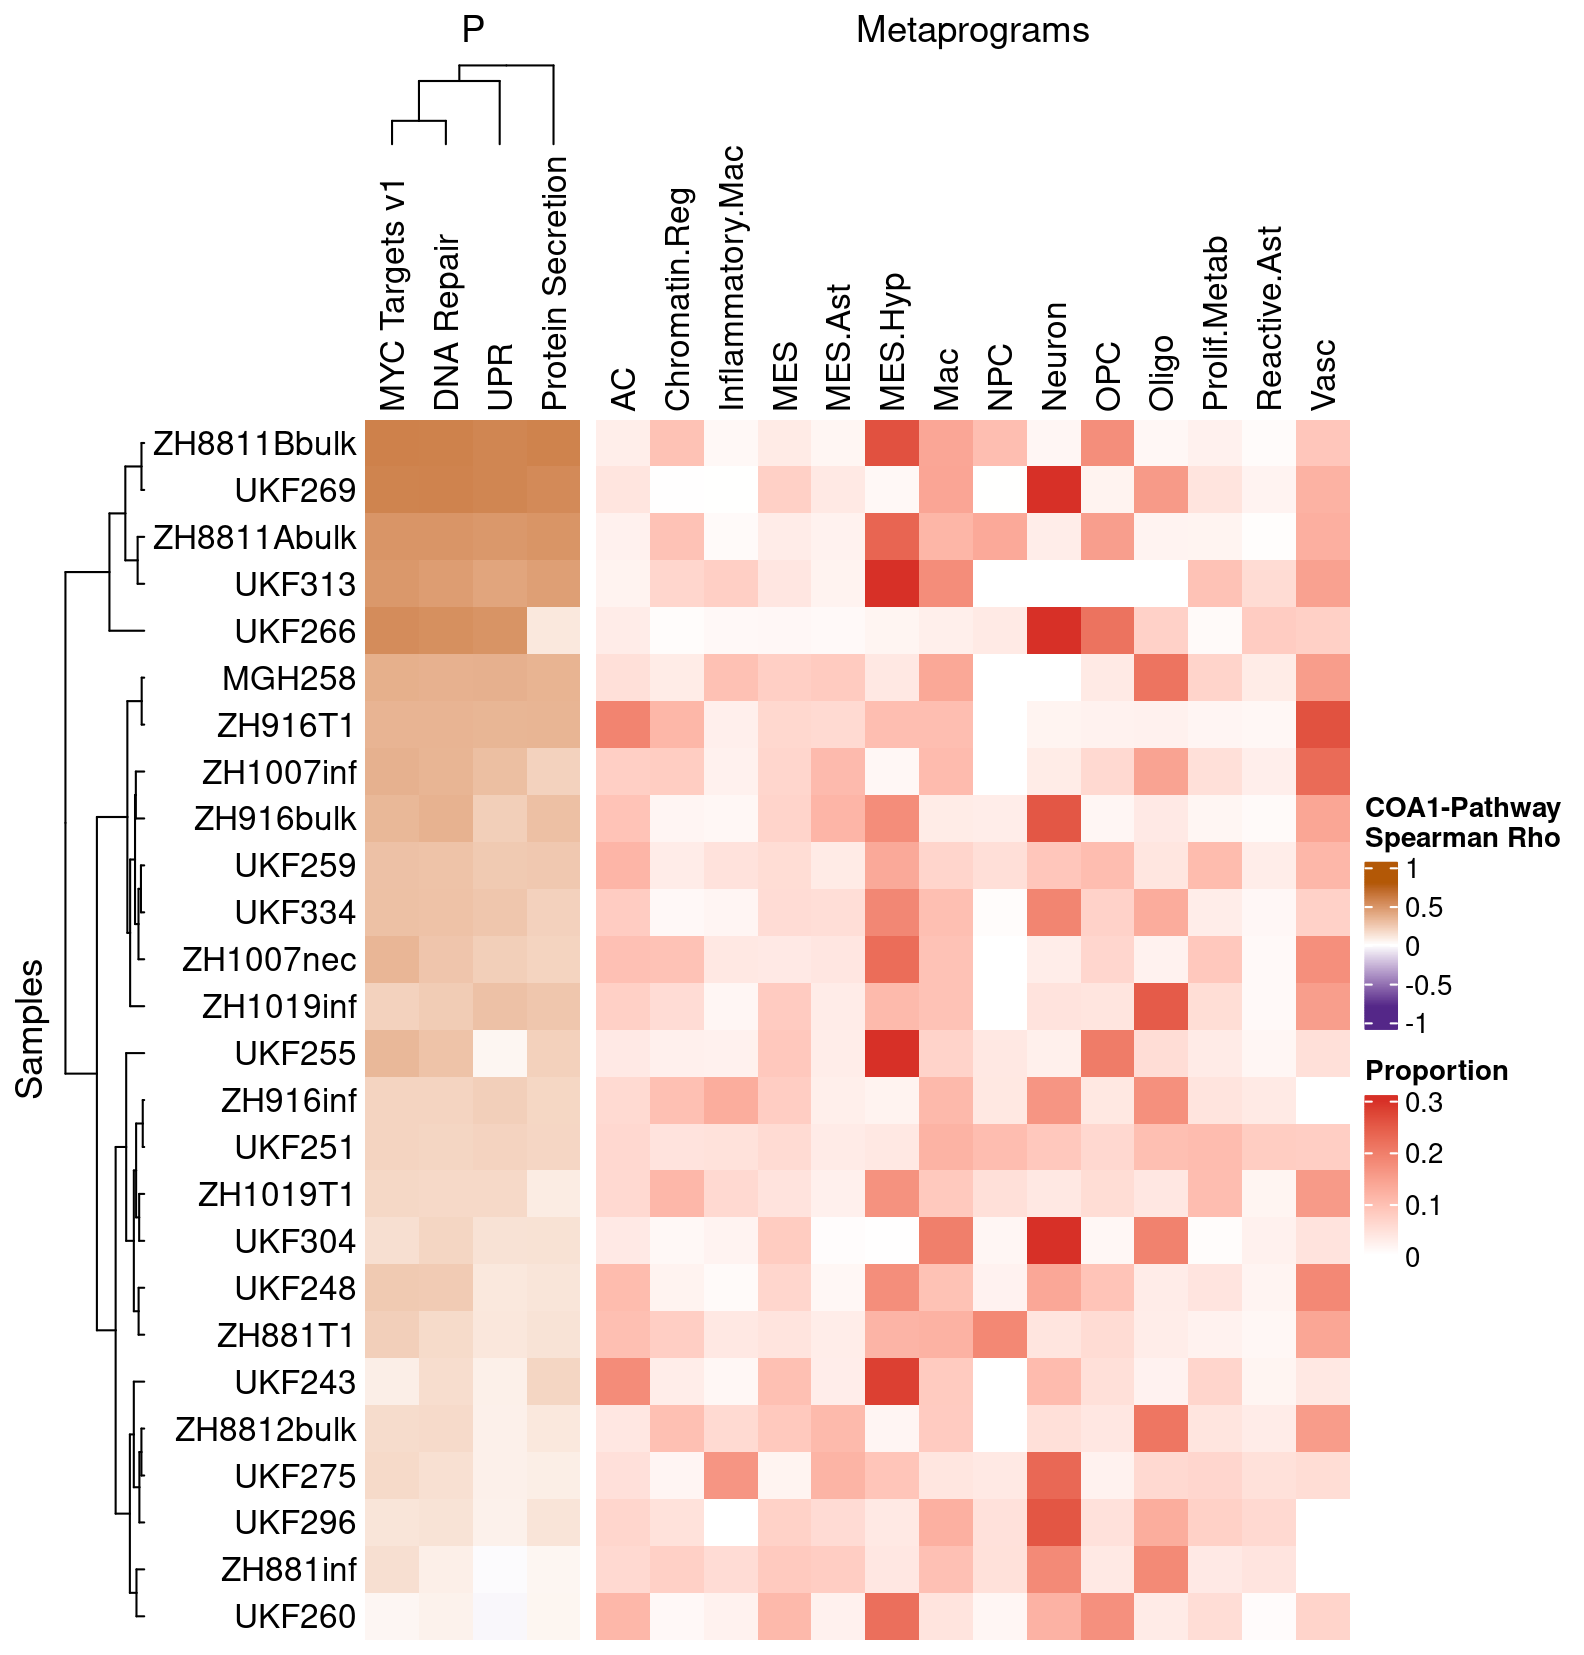 P
Metaprograms
MYC Targets v1
DNA Repair
UPR
Protein Secretion
AC
Chromatin.Reg
Inflammatory.Mac
MES
MES.Ast
MES.Hyp
Mac
NPC
Neuron
OPC
Oligo
Prolif.Metab
Reactive.Ast
Vasc
Samples
ZH8811Bbulk
UKF269
ZH8811Abulk
UKF313
UKF266
MGH258
ZH916T1
ZH1007inf
ZH916bulk
UKF259
UKF334
ZH1007nec
ZH1019inf
UKF255
ZH916inf
UKF251
ZH1019T1
UKF304
UKF248
ZH881T1
UKF243
ZH8812bulk
UKF275
UKF296
ZH881inf
UKF260
COA1-Pathway
Spearman Rho
1
0.5
0
-0.5
-1
Proportion
0.3
0.2
0.1
0